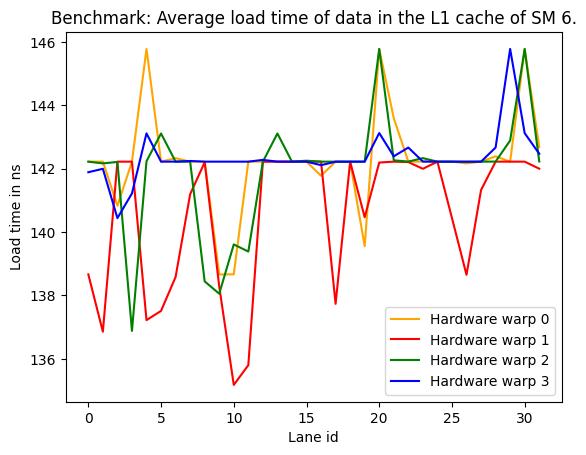 Benchmark: Average load time of data in the L1 cache of SM 6.
146
144
142
140
138
136
Load time in ns
0
5
10
15
20
25
30
Lane id
Hardware warp 0
Hardware warp 1
Hardware warp 2
Hardware warp 3